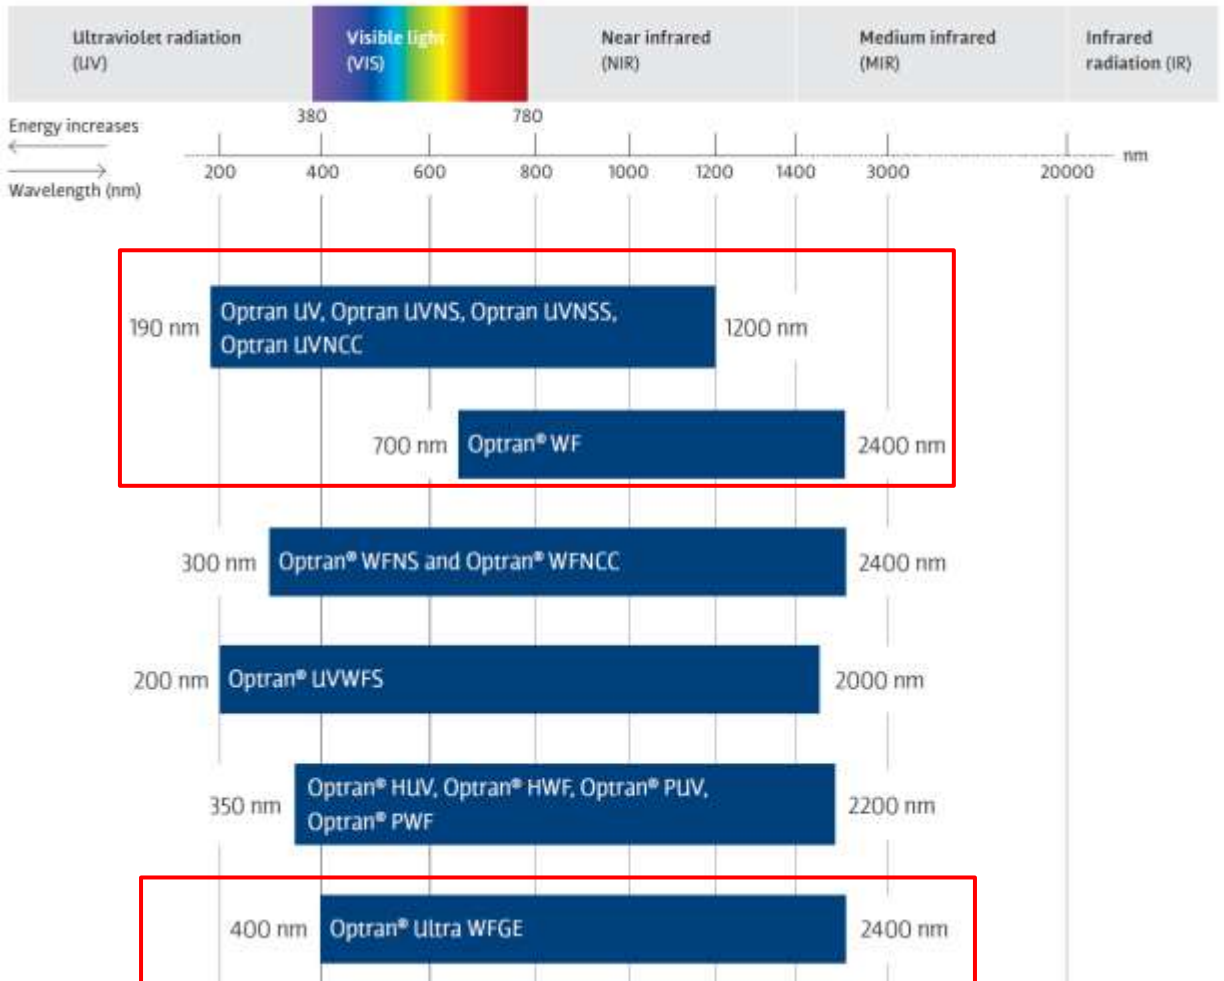 Ultraviolet radiation
(UV)
Visible light
(VIS)
Near infrared
(NIR)
Medium infrared
(MIR)
Infrared
radiation (IR)
380
780
Energy increases
Wavelength (nm)
200
400
600
800
1000
1200
1400
3000
20000
nm
190 nm
Optran UV, Optran UVNS, Optran UVNSS,
Optran UVNCC
1200 nm
700 nm
Optran® WF
2400 nm
300 nm
Optran® WFNS and Optran® WFNCC
2400 nm
200 nm
Optran® UVWFS
2000 nm
350 nm
Optran® HUV, Optran® HWF, Optran® PUV,
Optran® PWF
2200 nm
400 nm
Optran® Ultra WFGE
2400 nm